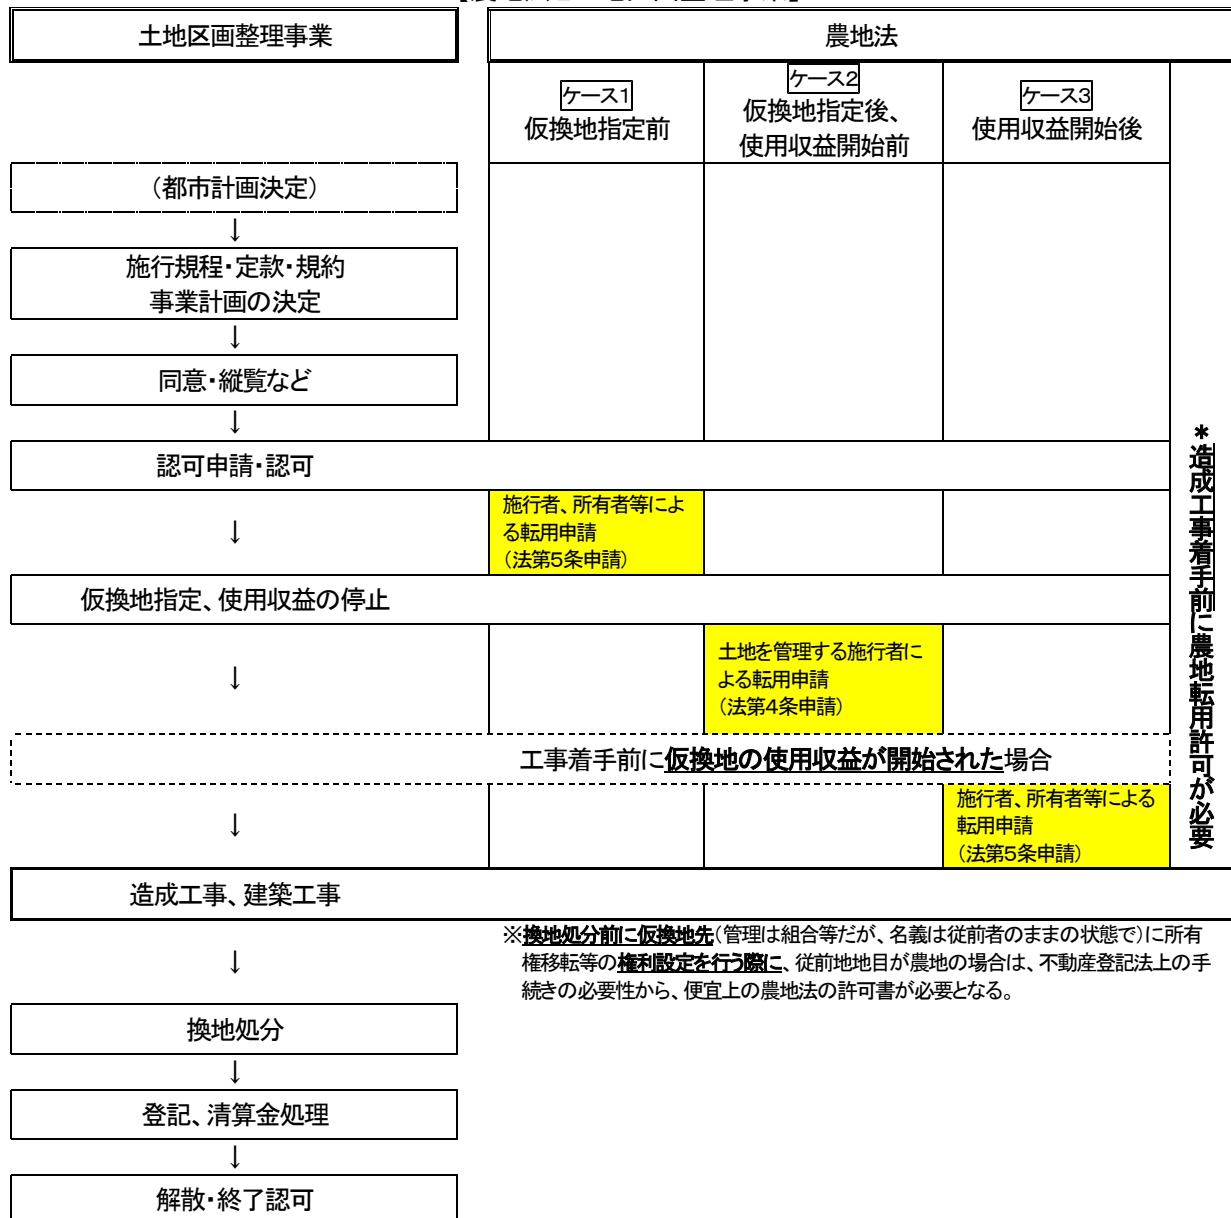 土地区画整理事業
農地法
ケース1
仮換地指定前
ケース2
仮換地指定後、
使用収益開始前
ケース3
使用収益開始後
（都市計画決定）
↓
施行規程・定款・規約
事業計画の決定
↓
同意・縦覧など
↓
認可申請・認可
↓
施行者、所有者等によ
る転用申請
（法第5条申請）
仮換地指定、使用収益の停止
↓
土地を管理する施行者に
よる転用申請
（法第4条申請）
工事着手前に仮換地の使用収益が開始された場合
↓
施行者、所有者等による
転用申請
（法第5条申請）
＊造成工事着手前に農地転用許可が必要
造成工事、建築工事
↓
※換地処分前に仮換地先（管理は組合等だが、名義は従前者のままの状態で）に所有
権移転等の権利設定を行う際に、従前地地目が農地の場合は、不動産登記法上の手
続きの必要性から、便宜上の農地法の許可書が必要となる。
換地処分
↓
登記、清算金処理
↓
解散・終了認可